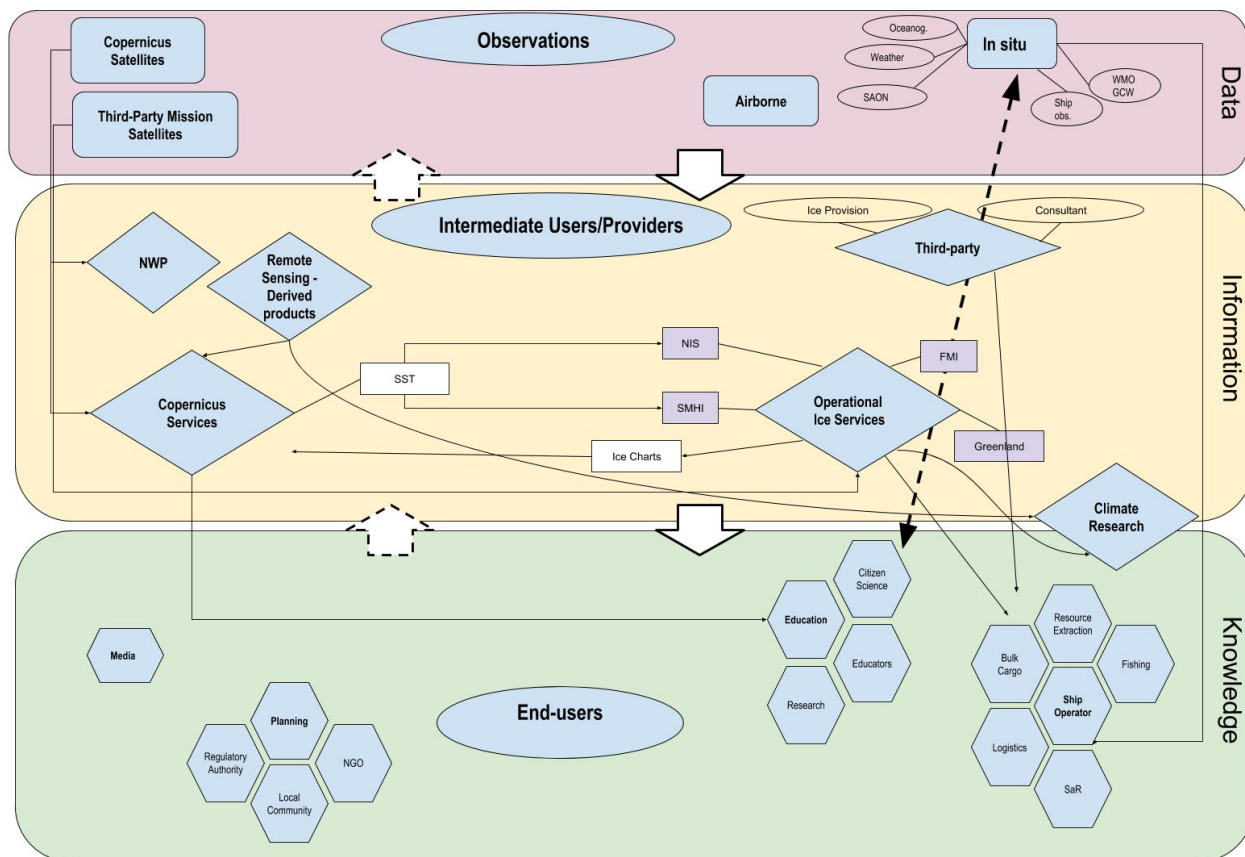 Copernicus
Satellites
Observations
Oceanog.
In situ
Weather
SAON
Airborne
Ship
obs.
WMO
GCW
Third-Party Mission
Satellites
Data
Intermediate Users/Providers
Ice Provision
Consultant
Third-party
NWP
Remote
Sensing -
Derived
products
Information
NIS
FMI
SST
Copernicus
Services
SMHI
Operational
Ice Services
Greenland
Ice Charts
Climate
Research
Citizen
Science
Education
Educators
Research
Resource
Extraction
Bulk
Cargo
Fishing
Ship
Operator
Logistics
SaR
Knowledge
Media
Planning
Regulatory
Authority
NGO
Local
Community
End-users